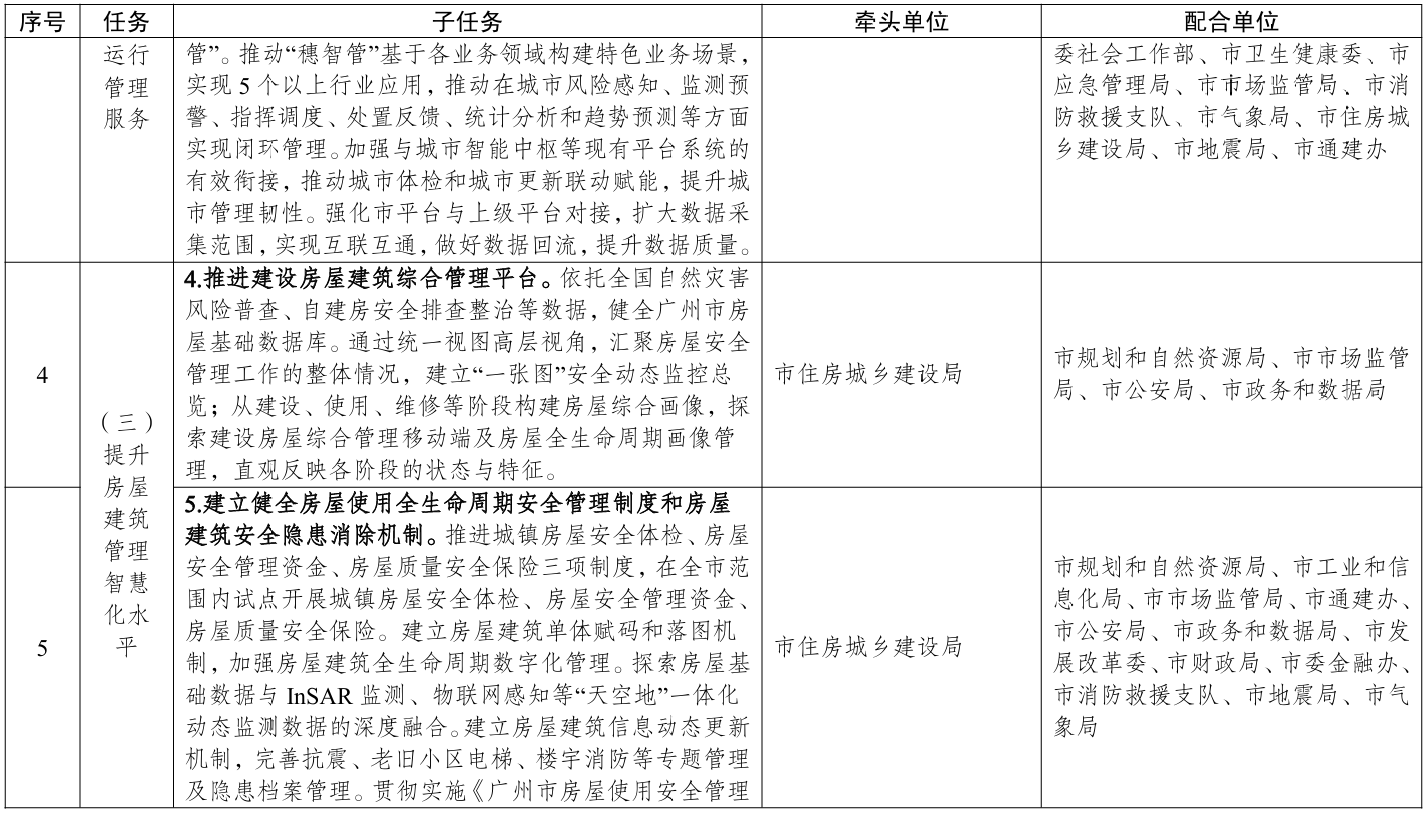 序号 任务 子任务 牵头单位 配合单位
运行
管理
服务
管”。推动“穗智管”基于各业务领域构建特色业务场景，
实现 5 个以上行业应用，推动在城市风险感知、监测预
警、指挥调度、处置反馈、统计分析和趋势预测等方面
实现闭环管理。加强与城市智能中枢等现有平台系统的
有效衔接，推动城市体检和城市更新联动赋能，提升城
市管理韧性。强化市平台与上级平台对接，扩大数据采
集范围，实现互联互通，做好数据回流，提升数据质量。
委社会工作部、市卫生健康委、市
应急管理局、市市场监管局、市消
防救援支队、市气象局、市住房城
乡建设局、市地震局、市通建办
4
（三）
提升
房屋
建筑
管理
智慧
化水
平
4.推进建设房屋建筑综合管理平台。依托全国自然灾害
风险普查、自建房安全排查整治等数据，健全广州市房
屋基础数据库。通过统一视图高层视角，汇聚房屋安全
管理工作的整体情况，建立“一张图”安全动态监控总
览；从建设、使用、维修等阶段构建房屋综合画像，探
索建设房屋综合管理移动端及房屋全生命周期画像管
理，直观反映各阶段的状态与特征。
市住房城乡建设局
市规划和自然资源局、市市场监管
局、市公安局、市政务和数据局
5
5.建立健全房屋使用全生命周期安全管理制度和房屋
建筑安全隐患消除机制。推进城镇房屋安全体检、房屋
安全管理资金、房屋质量安全保险三项制度，在全市范
围内试点开展城镇房屋安全体检、房屋安全管理资金、
房屋质量安全保险。建立房屋建筑单体赋码和落图机
制，加强房屋建筑全生命周期数字化管理。探索房屋基
础数据与 InSAR 监测、物联网感知等“天空地”一体化
动态监测数据的深度融合。建立房屋建筑信息动态更新
机制，完善抗震、老旧小区电梯、楼宇消防等专题管理
及隐患档案管理。贯彻实施《广州市房屋使用安全管理
市住房城乡建设局
市规划和自然资源局、市工业和信
息化局、市市场监管局、市通建办、
市公安局、市政务和数据局、市发
展改革委、市财政局、市委金融办、
市消防救援支队、市地震局、市气
象局